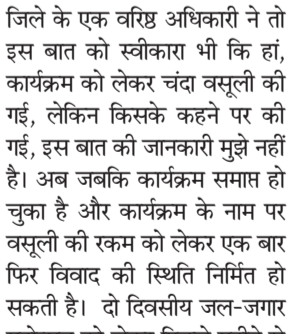 जिले के एक वरिष्ठ अधिकारी ने तो
इस बात को स्वीकारा भी कि हां,
कार्यक्रम को लेकर चंदा वसूली की
गई, लेकिन किसके कहने पर की
गई, इस बात की जानकारी मुझे नहीं
है। अब जबकि कार्यक्रम समाप्त हो
चुका है और कार्यक्रम के नाम पर
वसूली की रकम को लेकर एक बार
फिर विवाद की स्थिति निर्मित हो
सकती है। दो दिवसीय जल-जगार